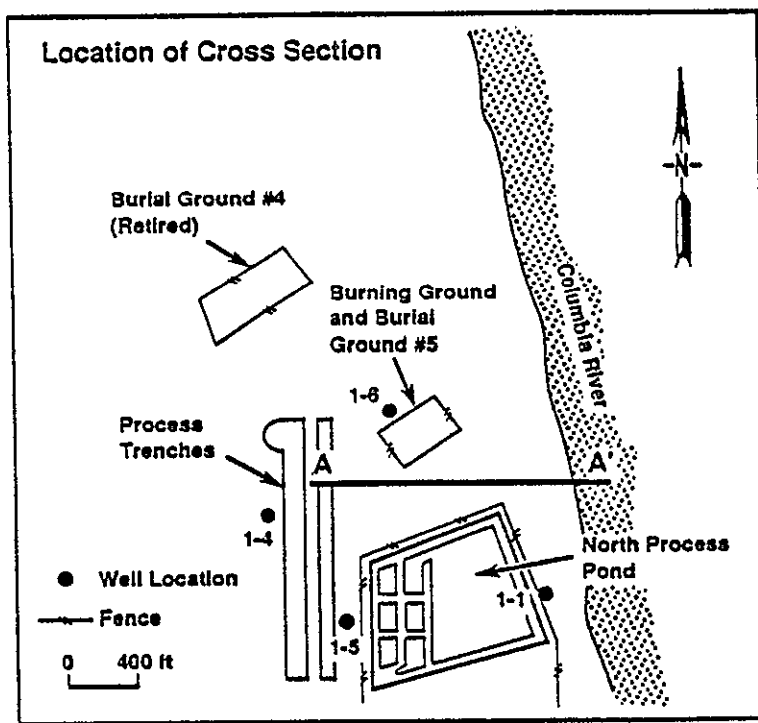 Location of Cross Section
N
Burial Ground #4
(Retired)
Burning Ground
and Burial
Ground #5
Columbia River
1-6
Process
Trenches
A
A'
1-4
North Process
Pond
1-1
Well Location
1-5
Fence
0 400 ft